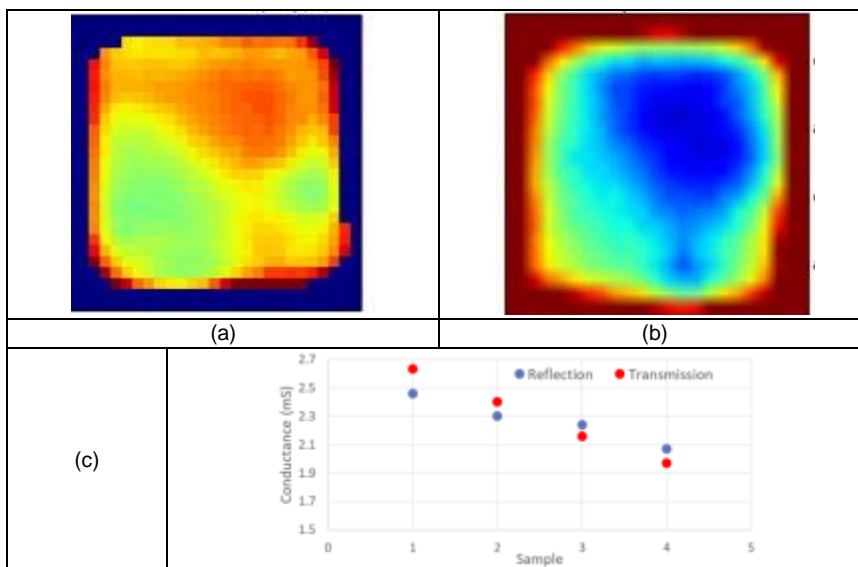 (a)
(b)
(c)
Conductance (mS)
2.7
2.5
2.3
2.1
1.9
1.7
1.5
Reflection
Transmission
0
1
2
3
4
5
Sample